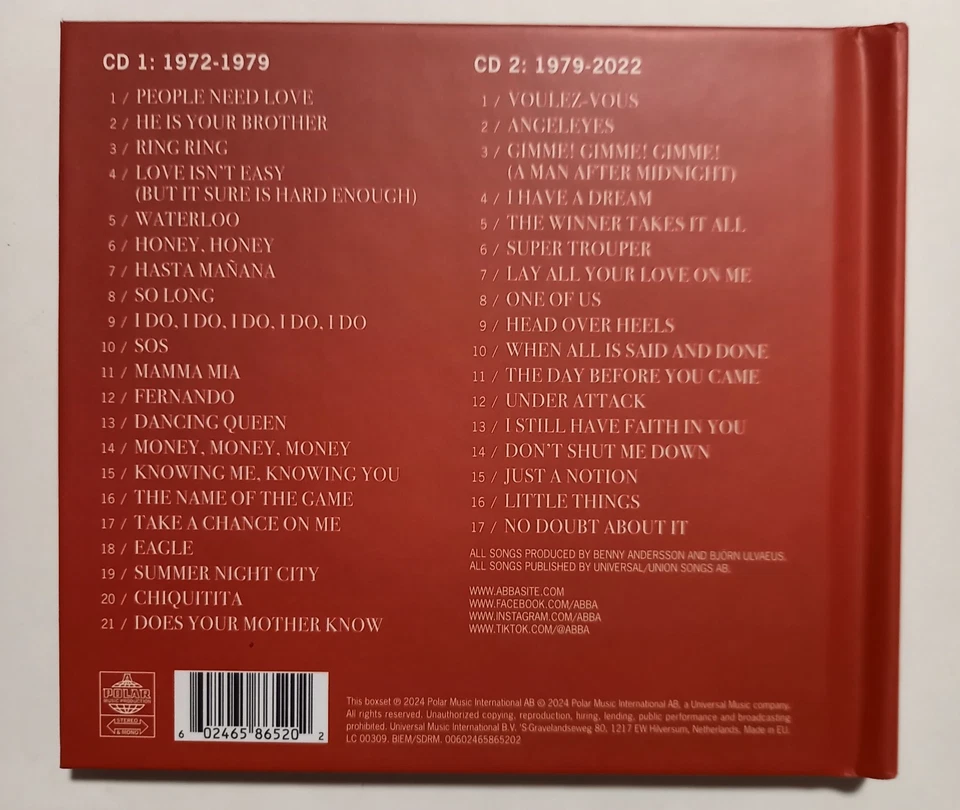 CD 1: 1972-1979
1 / PEOPLE NEED LOVE
2 / HE IS YOUR BROTHER
3 / RING RING
4 / LOVE ISN'T EASY
(BUT IT SURE IS HARD ENOUGH)
5 / WATERLOO
6 / HONEY, HONEY
7 / HASTA MAÑANA
8 / SO LONG
9 / I DO, I DO, I DO, I DO, I DO
10 / SOS
11 / MAMMA MIA
12 / FERNANDO
13 / DANCING QUEEN
14 / MONEY, MONEY, MONEY
15 / KNOWING ME, KNOWING YOU
16 / THE NAME OF THE GAME
17 / TAKE A CHANCE ON ME
18 / EAGLE
19 / SUMMER NIGHT CITY
20 / CHIQUITITA
21 / DOES YOUR MOTHER KNOW
CD 2: 1979-2022
1 / VOULEZ-VOUS
2 / ANGELEYES
3 / GIMME! GIMME! GIMME!
(A MAN AFTER MIDNIGHT)
4 / I HAVE A DREAM
5 / THE WINNER TAKES IT ALL
6 / SUPER TROUPER
7 / LAY ALL YOUR LOVE ON ME
8 / ONE OF US
9 / HEAD OVER HEELS
10 / WHEN ALL IS SAID AND DONE
11 / THE DAY BEFORE YOU CAME
12 / UNDER ATTACK
13 / I STILL HAVE FAITH IN YOU
14 / DON'T SHUT ME DOWN
15 / JUST A NOTION
16 / LITTLE THINGS
17 / NO DOUBT ABOUT IT
ALL SONGS PRODUCED BY BENNY ANDERSSON AND BJÖRN ULVAEUS.
ALL SONGS PUBLISHED BY UNIVERSAL/UNION SONGS AB.
WWW.ABBASITE.COM
WWW.FACEBOOK.COM/ABBA
WWW.INSTAGRAM.COM/ABBA
WWW.TIKTOK.COM/@ABBA
A
POLAR
MUSIC PRODUCTION
STEREO
& MONO
6 02465 86520 2
This boxset ℗ 2024 Polar Music International AB © 2024 Polar Music International AB, a Universal Music company.
All rights reserved. Unauthorized copying, reproduction, hiring, lending, public performance and broadcasting
prohibited. Universal Music International B.V. 'S-Gravelandseweg 80, 1217 EW Hilversum, Netherlands. Made in EU.
LC 00309. BIEM/SDRM. 00602465865202